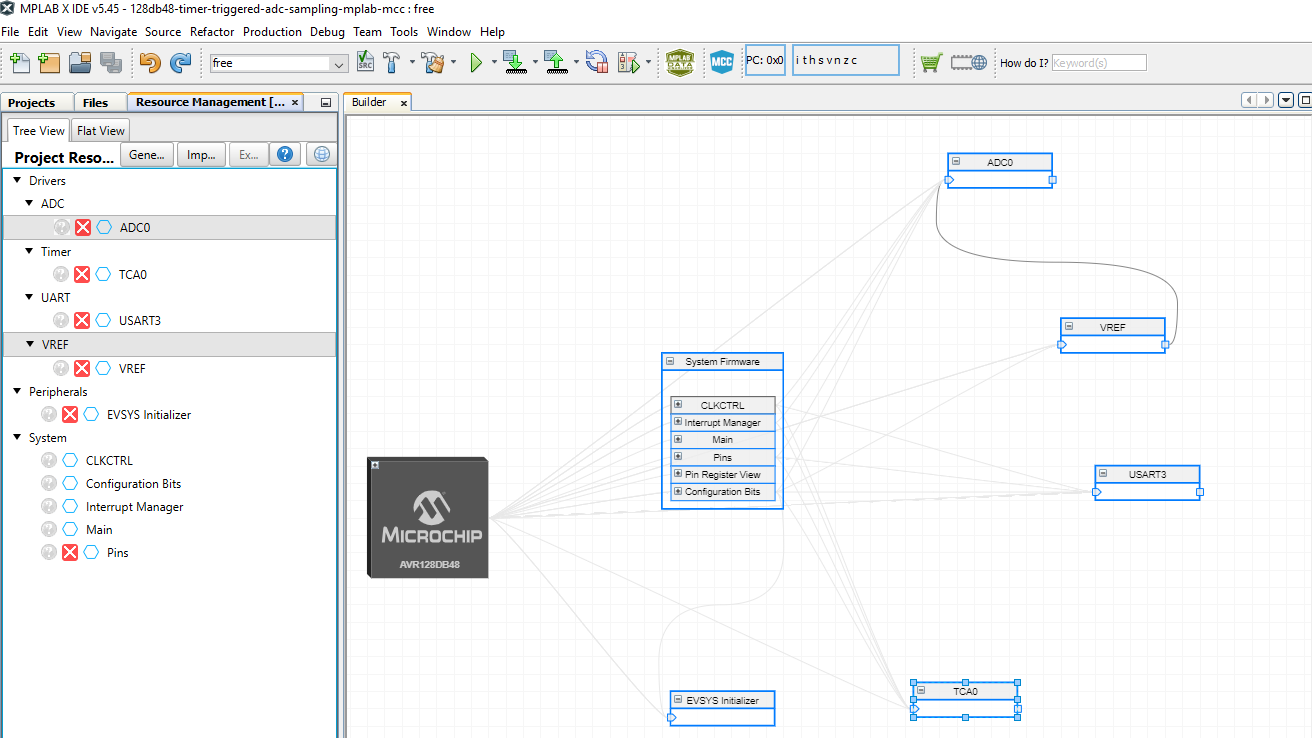 MPLAB X IDE v5.45 - 128db48-timer-triggered-adc-sampling-mplab-mcc : free
File Edit View Navigate Source Refactor Production Debug Team Tools Window Help
free
MPLAB DATA
MCC
PC: 0x0
i t h s v n z c
How do I?
Keyword(s)
Projects
Files
Resource Management [...
Builder
Tree View
Flat View
Project Reso...
Gene...
Imp...
Ex...
Drivers
ADC
ADC0
Timer
TCA0
UART
USART3
VREF
VREF
Peripherals
EVSYS Initializer
System
CLKCTRL
Configuration Bits
Interrupt Manager
Main
Pins
ADC0
VREF
System Firmware
CLKCTRL
Interrupt Manager
Main
Pins
Pin Register View
Configuration Bits
USART3
MICROCHIP
AVR128DB48
EVSYS Initializer
TCA0